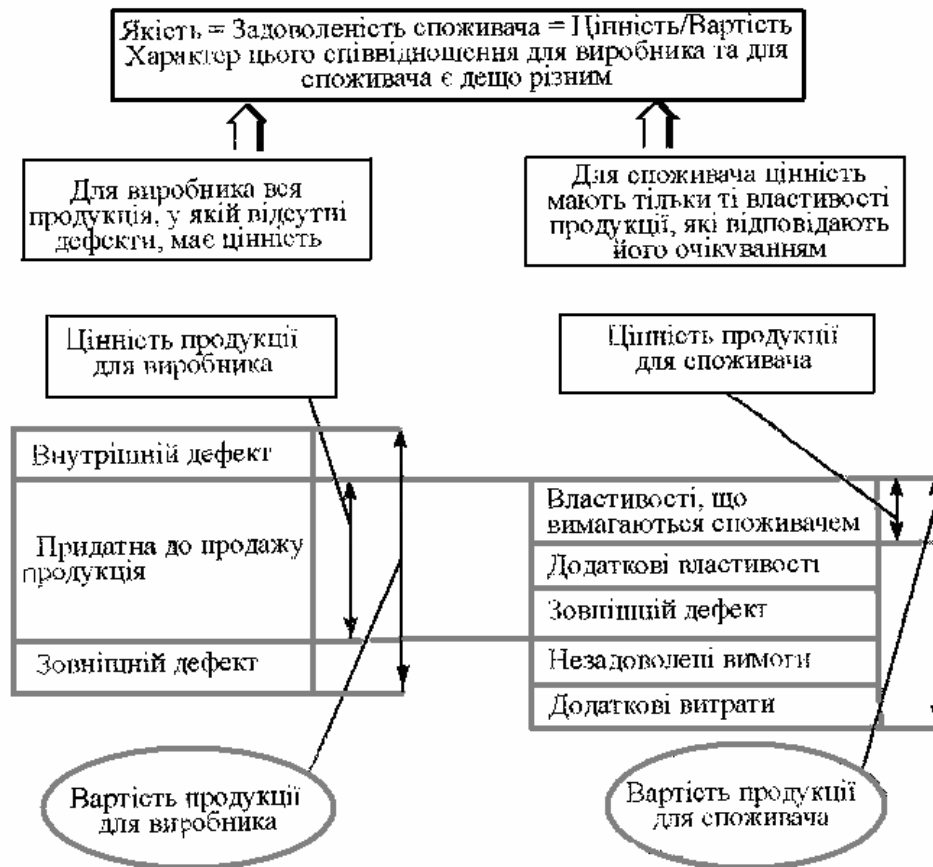 Якість = Задоволеність споживача = Цінність/Вартість
Характер цього співвідношення для виробника та для
споживача є дещо різним
Для виробника вся
продукція, у якій відсутні
дефекти, має цінність
Для споживача цінність
мають тільки ті властивості
продукції, які відповідають
його очікуванням
Цінність продукції
для виробника
Цінність продукції
для споживача
Внутрішній дефект
Придатна до продажу
продукція
Зовнішній дефект
Властивості, що
вимагаються споживачем
Додаткові властивості
Зовнішній дефект
Незадоволені вимоги
Додаткові витрати
Вартість продукції
для виробника
Вартість продукції
для споживача